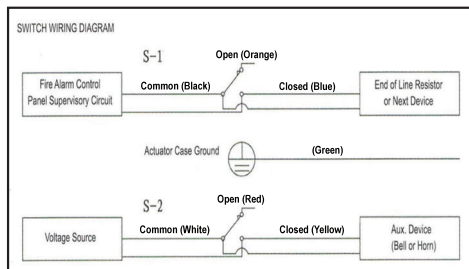 SWITCH WIRING DIAGRAM
S-1
Open (Orange)
Fire Alarm Control
Panel Supervisory Circuit
Common (Black)
Closed (Blue)
End of Line Resistor
or Next Device
Actuator Case Ground
(Green)
S-2
Open (Red)
Voltage Source
Common (White)
Closed (Yellow)
Aux. Device
(Bell or Horn)